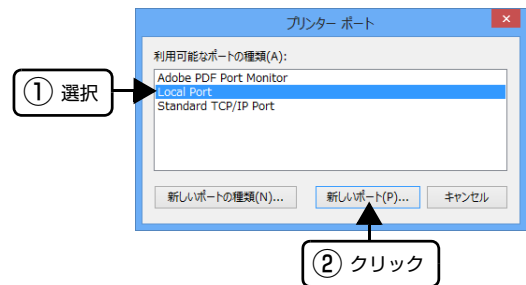 プリンター ポート
利用可能なポートの種類(A):
Adobe PDF Port Monitor
Local Port
Standard TCP/IP Port
① 選択
新しいポートの種類(N)... 新しいポート(P)... キャンセル
② クリック